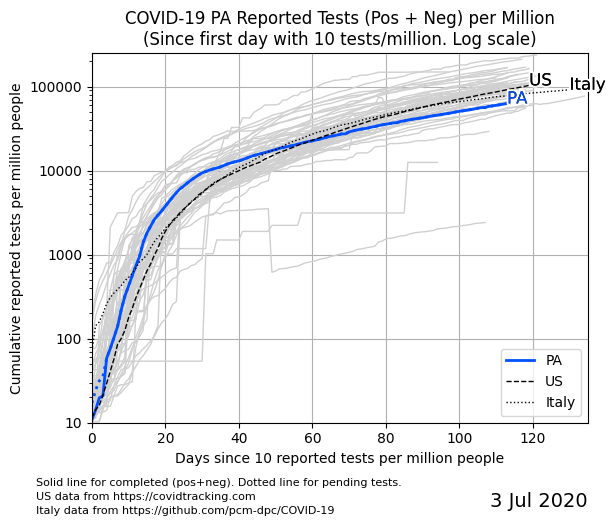 COVID-19 PA Reported Tests (Pos + Neg) per Million
(Since first day with 10 tests/million. Log scale)
Cumulative reported tests per million people
100000
10000
1000
100
10
US
Italy
PA
PA
US
Italy
0 20 40 60 80 100 120
Days since 10 reported tests per million people
Solid line for completed (pos+neg). Dotted line for pending tests.
US data from https://covidtracking.com
Italy data from https://github.com/pcm-dpc/COVID-19
3 Jul 2020